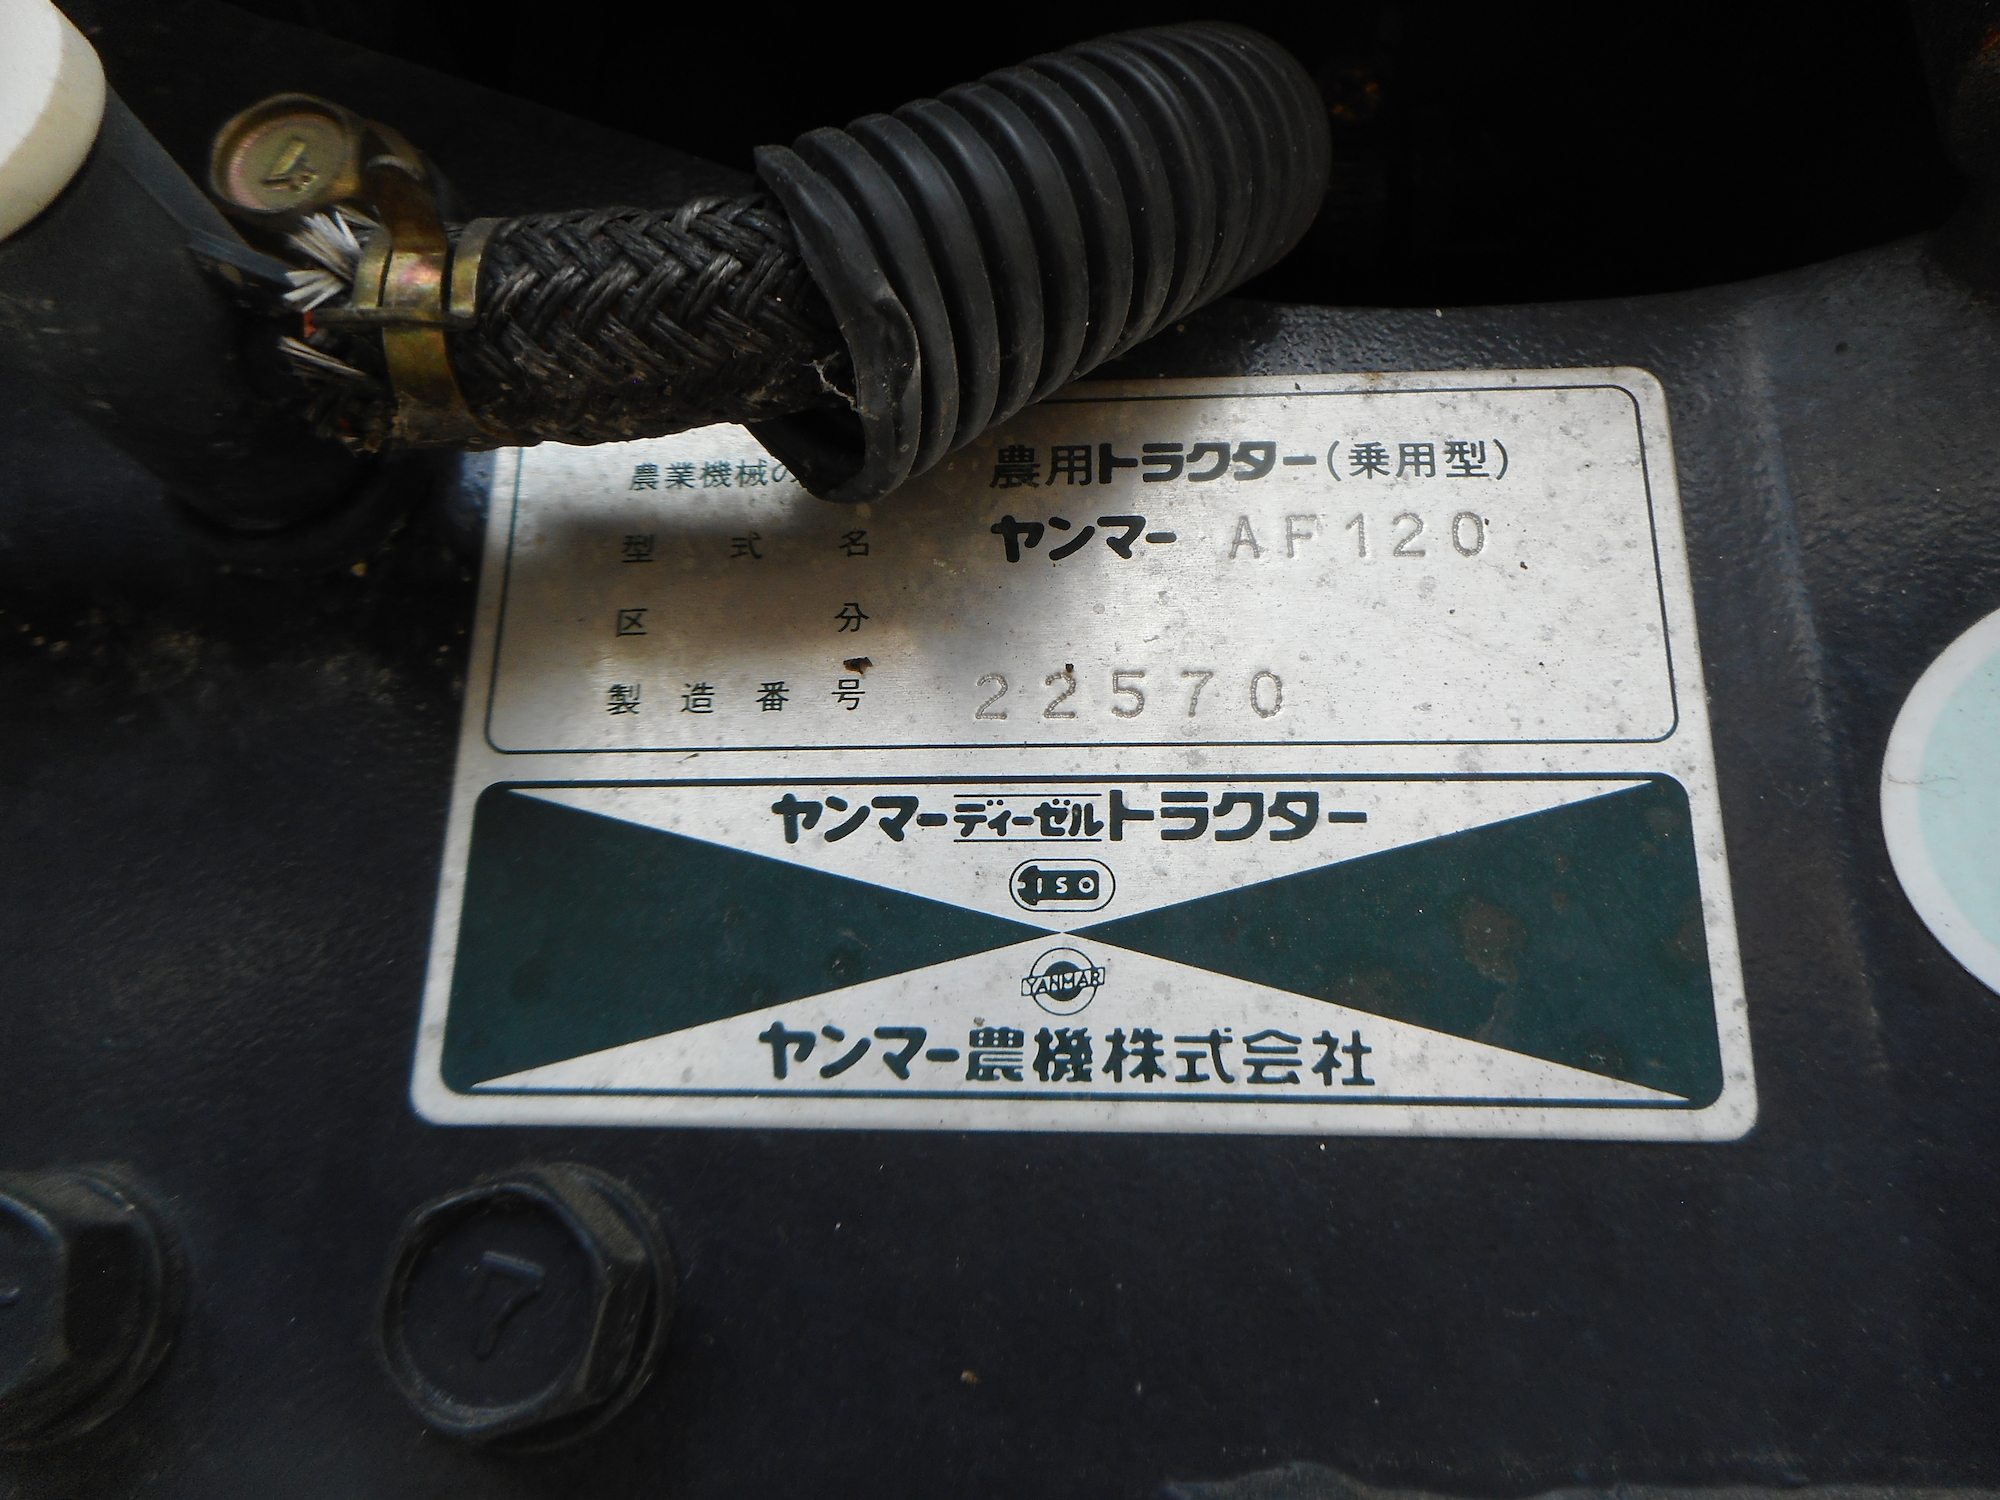 農業機械の
農用トラクター(乗用型)
型式名 ヤンマー AF120
区分
製造番号 22570
ヤンマーディーゼルトラクター
ISO
YANMAR
ヤンマー農機株式会社
7